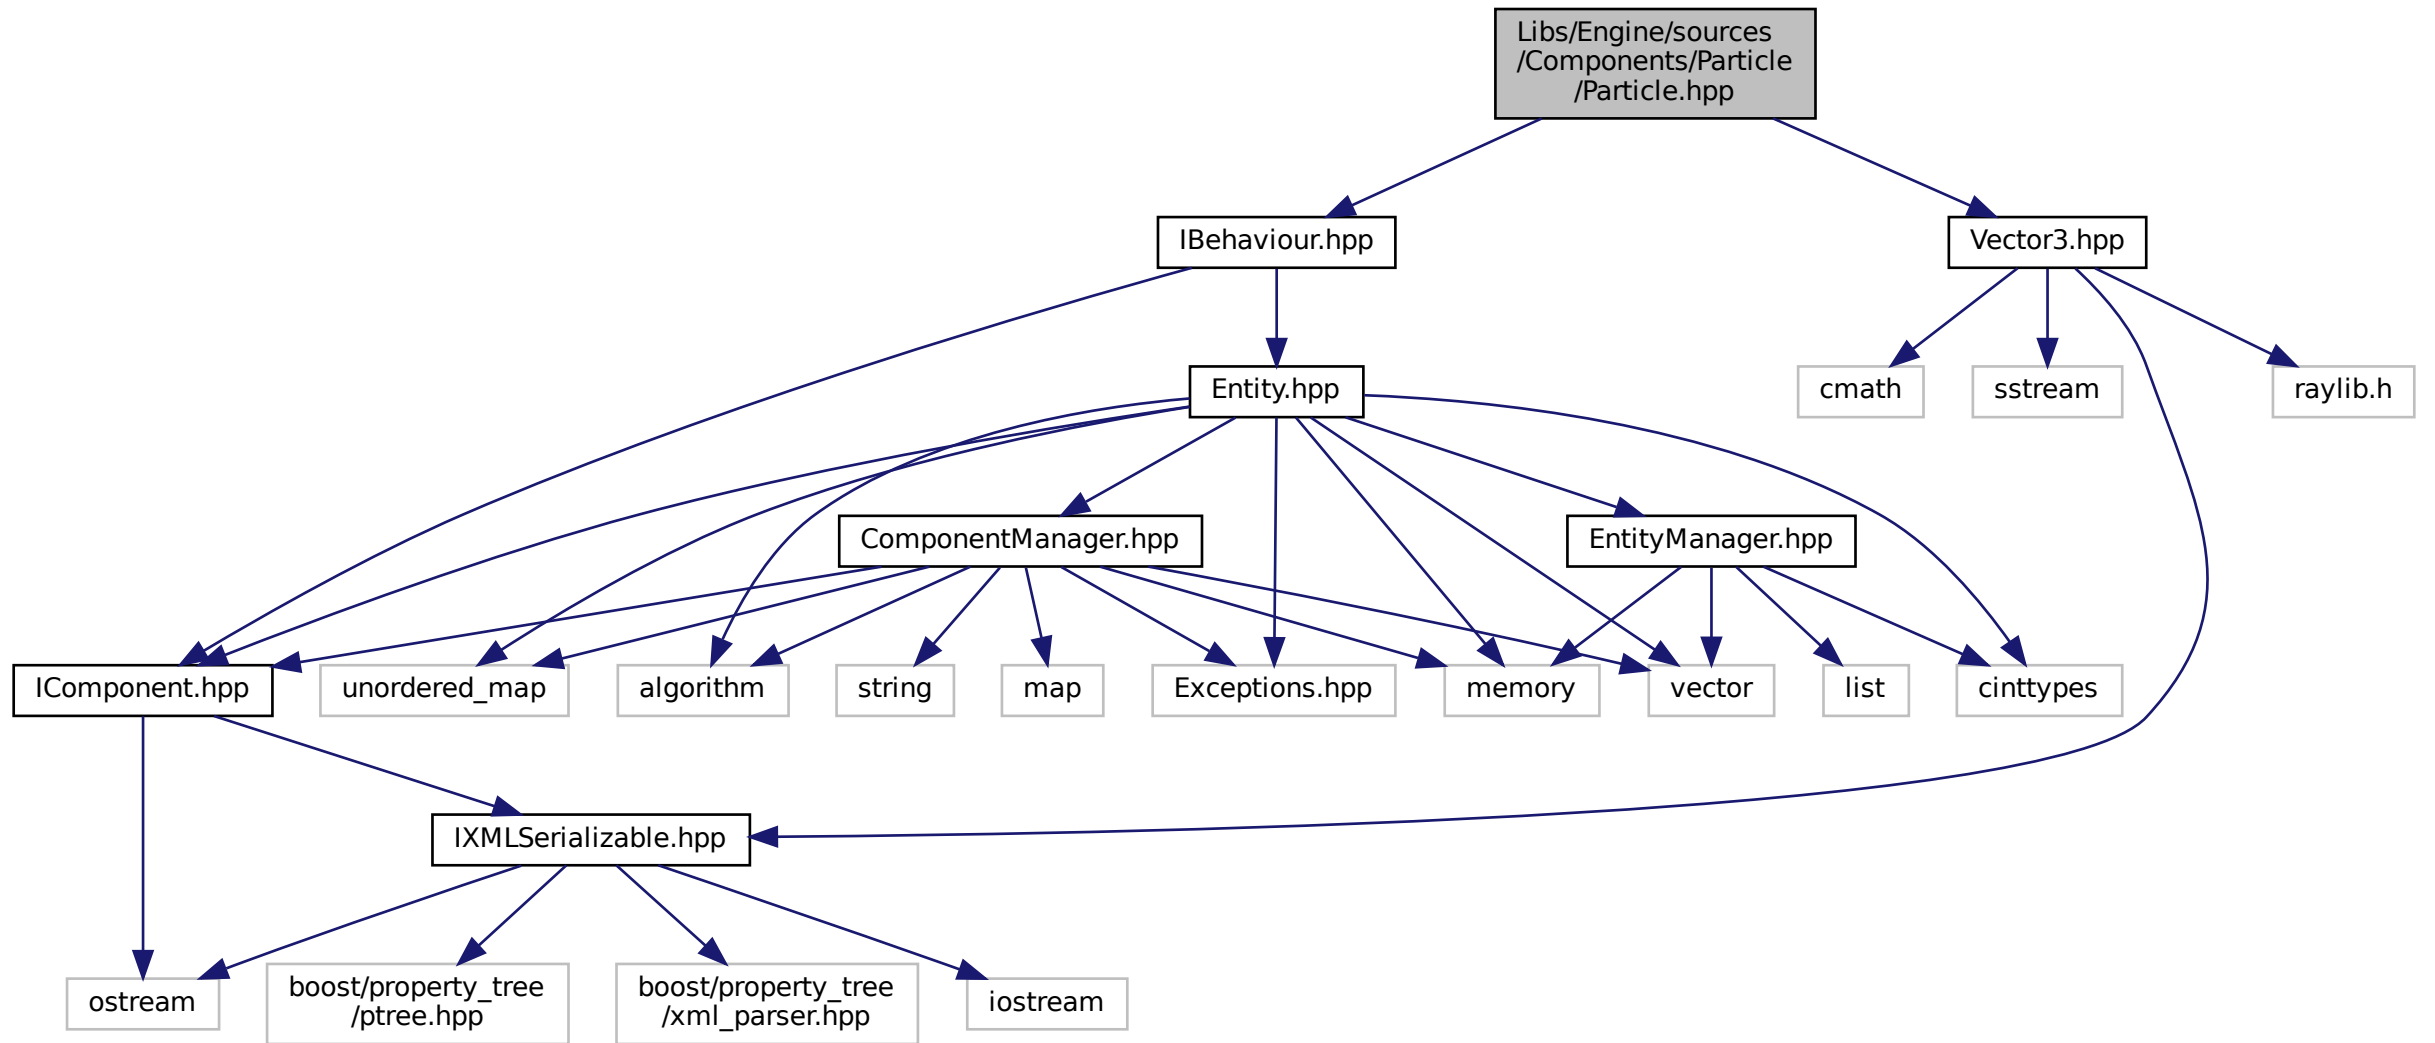 Libs/Engine/sources
/Components/Particle
/Particle.hpp
IBehaviour.hpp
Vector3.hpp
Entity.hpp
cmath
sstream
raylib.h
ComponentManager.hpp
EntityManager.hpp
IComponent.hpp
unordered_map
algorithm
string
map
Exceptions.hpp
memory
vector
list
cinttypes
IXMLSerializable.hpp
ostream
boost/property_tree
/ptree.hpp
boost/property_tree
/xml_parser.hpp
iostream